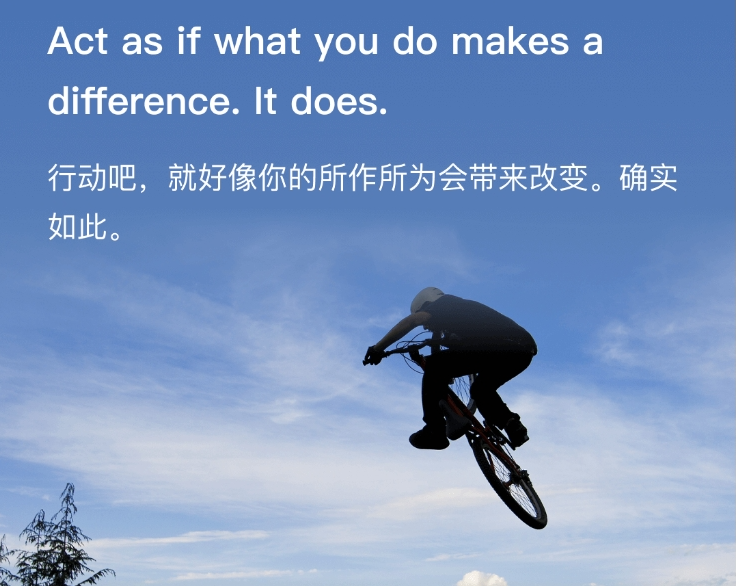 Act as if what you do makes a
difference. It does.
行动吧，就好像你的所作所为会带来改变。确实
如此。